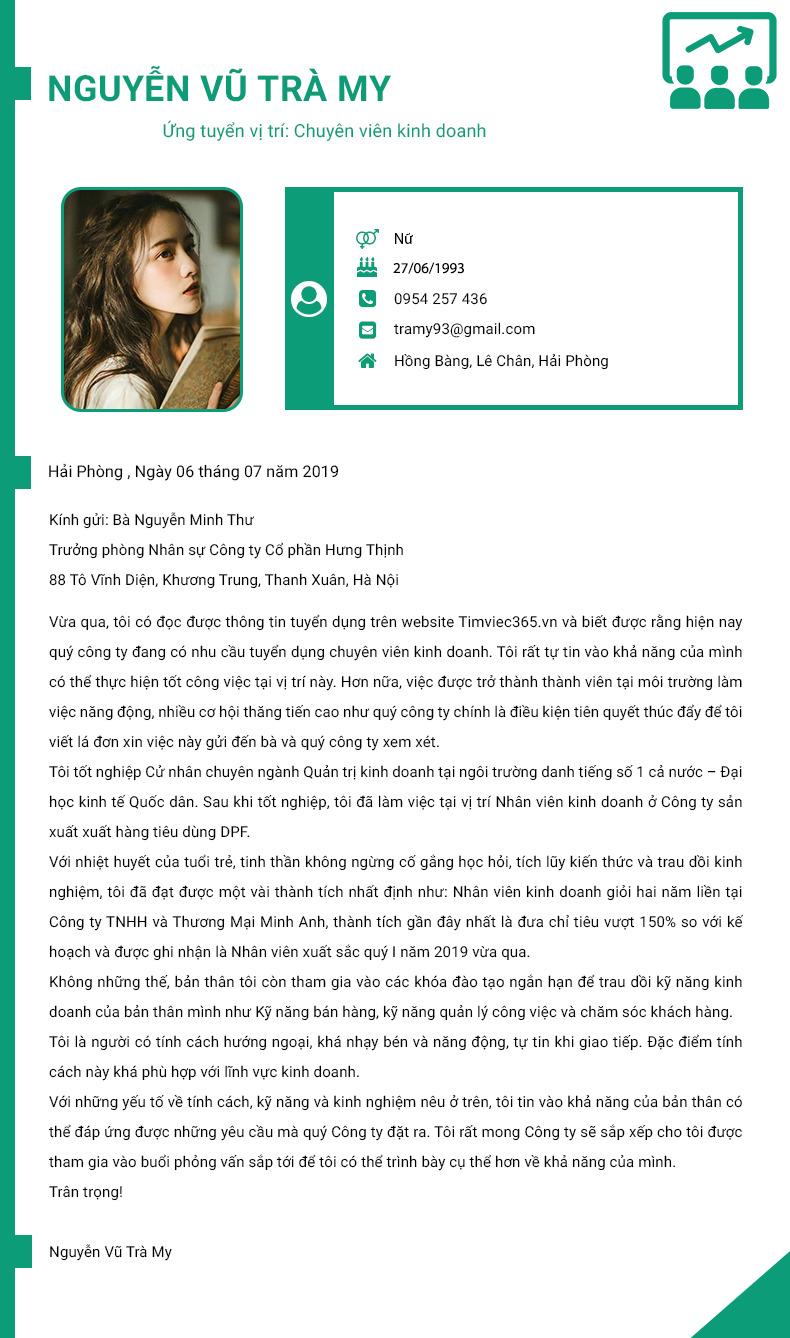 NGUYỄN VŨ TRÀ MY
Ứng tuyển vị trí: Chuyên viên kinh doanh
Nữ
27/06/1993
0954 257 436
tramy93@gmail.com
Hồng Bàng, Lê Chân, Hải Phòng
Hải Phòng , Ngày 06 tháng 07 năm 2019
Kính gửi: Bà Nguyễn Minh Thư
Trưởng phòng Nhân sự Công ty Cổ phần Hưng Thịnh
88 Tô Vĩnh Diện, Khương Trung, Thanh Xuân, Hà Nội
Vừa qua, tôi có đọc được thông tin tuyển dụng trên website Timviec365.vn và biết được rằng hiện nay
quý công ty đang có nhu cầu tuyển dụng chuyên viên kinh doanh. Tôi rất tự tin vào khả năng của mình
có thể thực hiện tốt công việc tại vị trí này. Hơn nữa, việc được trở thành thành viên tại môi trường làm
việc năng động, nhiều cơ hội thăng tiến cao như quý công ty chính là điều kiện tiên quyết thúc đẩy để tôi
viết lá đơn xin việc này gửi đến bà và quý công ty xem xét.
Tôi tốt nghiệp Cử nhân chuyên ngành Quản trị kinh doanh tại ngôi trường danh tiếng số 1 cả nước – Đại
học kinh tế Quốc dân. Sau khi tốt nghiệp, tôi đã làm việc tại vị trí Nhân viên kinh doanh ở Công ty sản
xuất xuất hàng tiêu dùng DPF.
Với nhiệt huyết của tuổi trẻ, tinh thần không ngừng cố gắng học hỏi, tích lũy kiến thức và trau dồi kinh
nghiệm, tôi đã đạt được một vài thành tích nhất định như: Nhân viên kinh doanh giỏi hai năm liền tại
Công ty TNHH và Thương Mại Minh Anh, thành tích gần đây nhất là đưa chỉ tiêu vượt 150% so với kế
hoạch và được ghi nhận là Nhân viên xuất sắc quý I năm 2019 vừa qua.
Không những thế, bản thân tôi còn tham gia vào các khóa đào tạo ngắn hạn để trau dồi kỹ năng kinh
doanh của bản thân mình như Kỹ năng bán hàng, kỹ năng quản lý công việc và chăm sóc khách hàng.
Tôi là người có tính cách hướng ngoại, khá nhạy bén và năng động, tự tin khi giao tiếp. Đặc điểm tính
cách này khá phù hợp với lĩnh vực kinh doanh.
Với những yếu tố về tính cách, kỹ năng và kinh nghiệm nêu ở trên, tôi tin vào khả năng của bản thân có
thể đáp ứng được những yêu cầu mà quý Công ty đặt ra. Tôi rất mong Công ty sẽ sắp xếp cho tôi được
tham gia vào buổi phỏng vấn sắp tới để tôi có thể trình bày cụ thể hơn về khả năng của mình.
Trân trọng!
Nguyễn Vũ Trà My